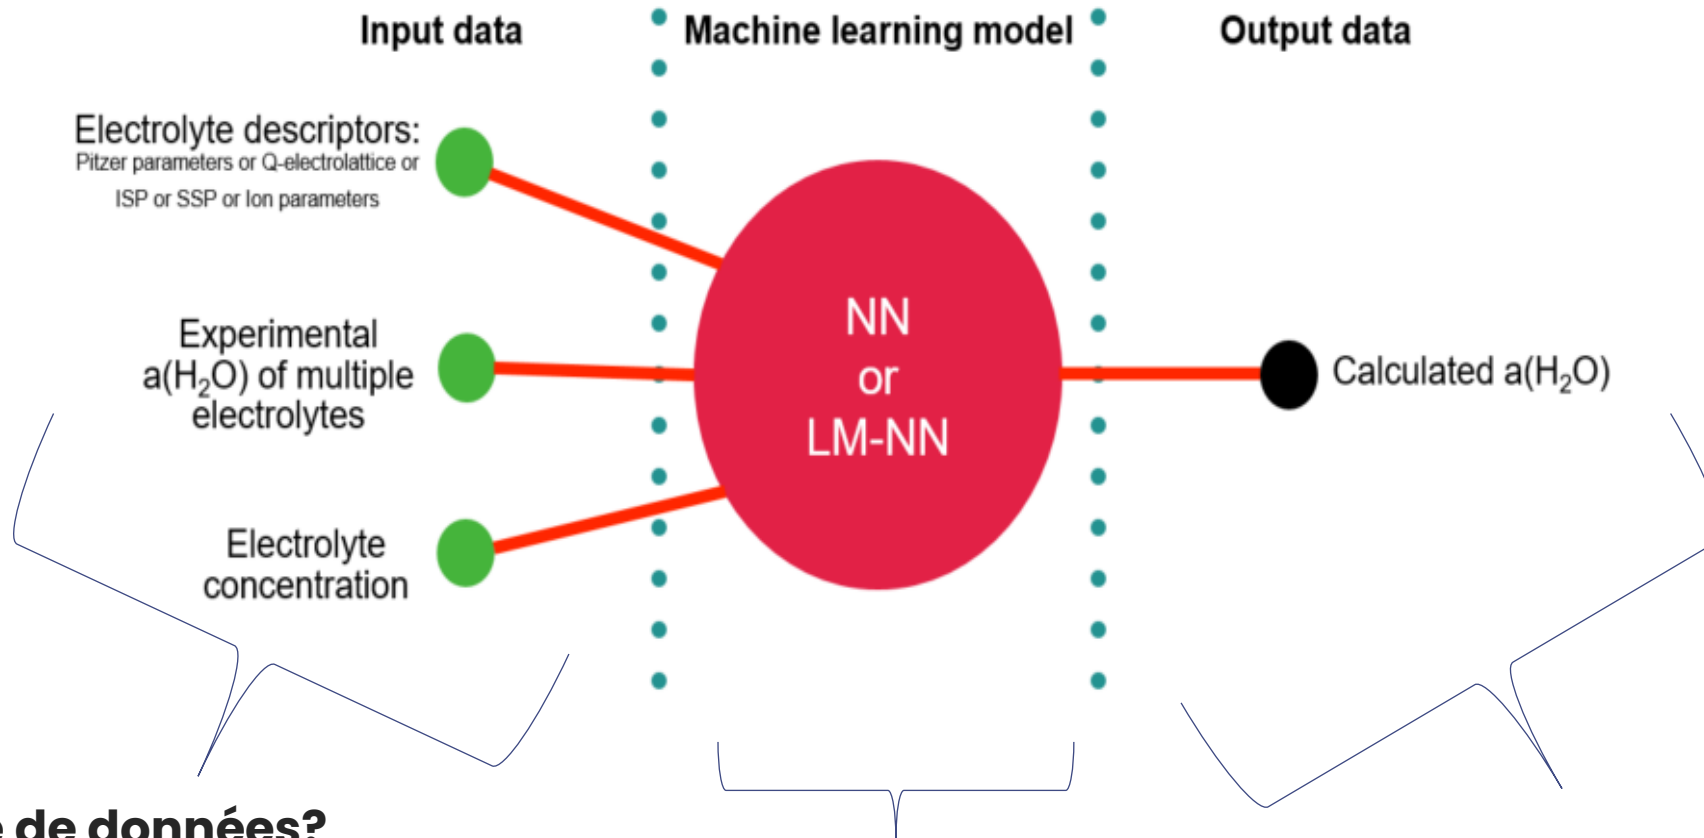 Input data
Machine learning model
Output data
Electrolyte descriptors:
Pitzer parameters or Q-electrolattice or
ISP or SSP or Ion parameters
Experimental
a(H₂O) of multiple
electrolytes
Electrolyte
concentration
NN
or
LM-NN
Calculated a(H₂O)
de données?